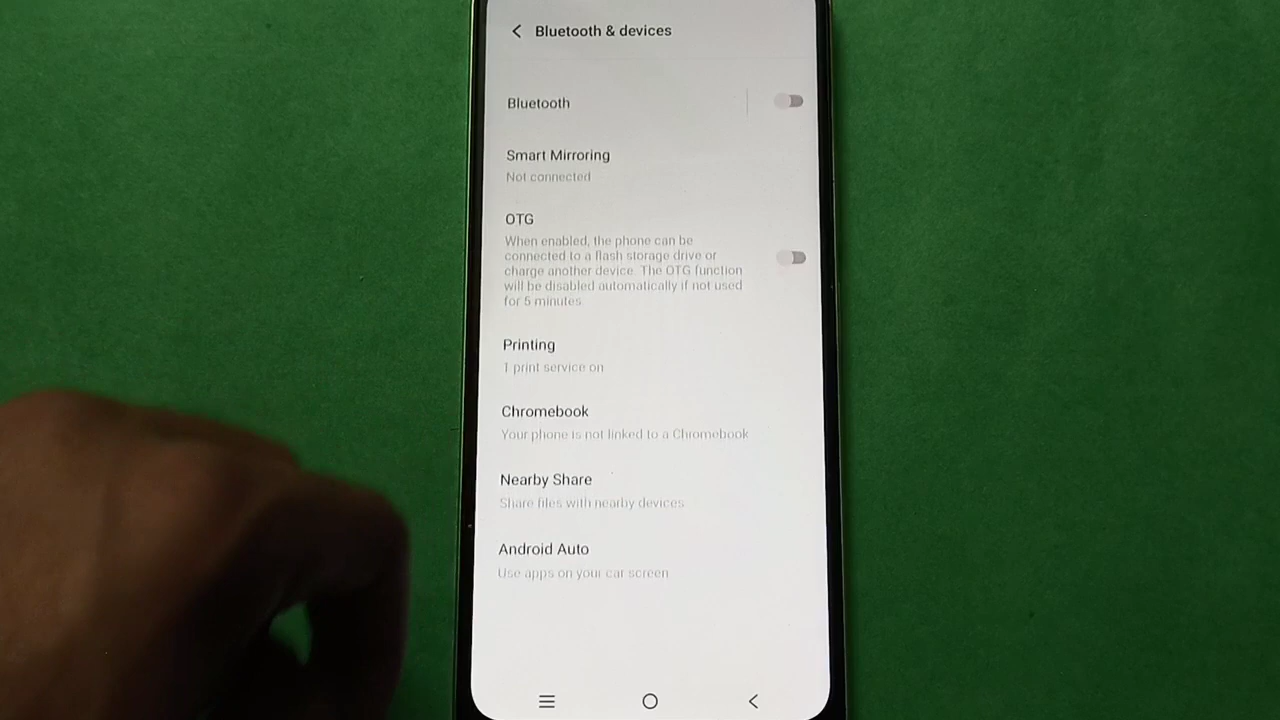 Bluetooth & devices
Bluetooth
Smart Mirroring
Not connected
OTG
When enabled, the phone can be
connected to a flash storage drive or
charge another device. The OTG function
will be disabled automatically if not used
for 5 minutes
Printing
1 print service on
Chromebook
Your phone is not linked to a Chromebook
Nearby Share
Share files with nearby devices
Android Auto
Use apps on your car screen